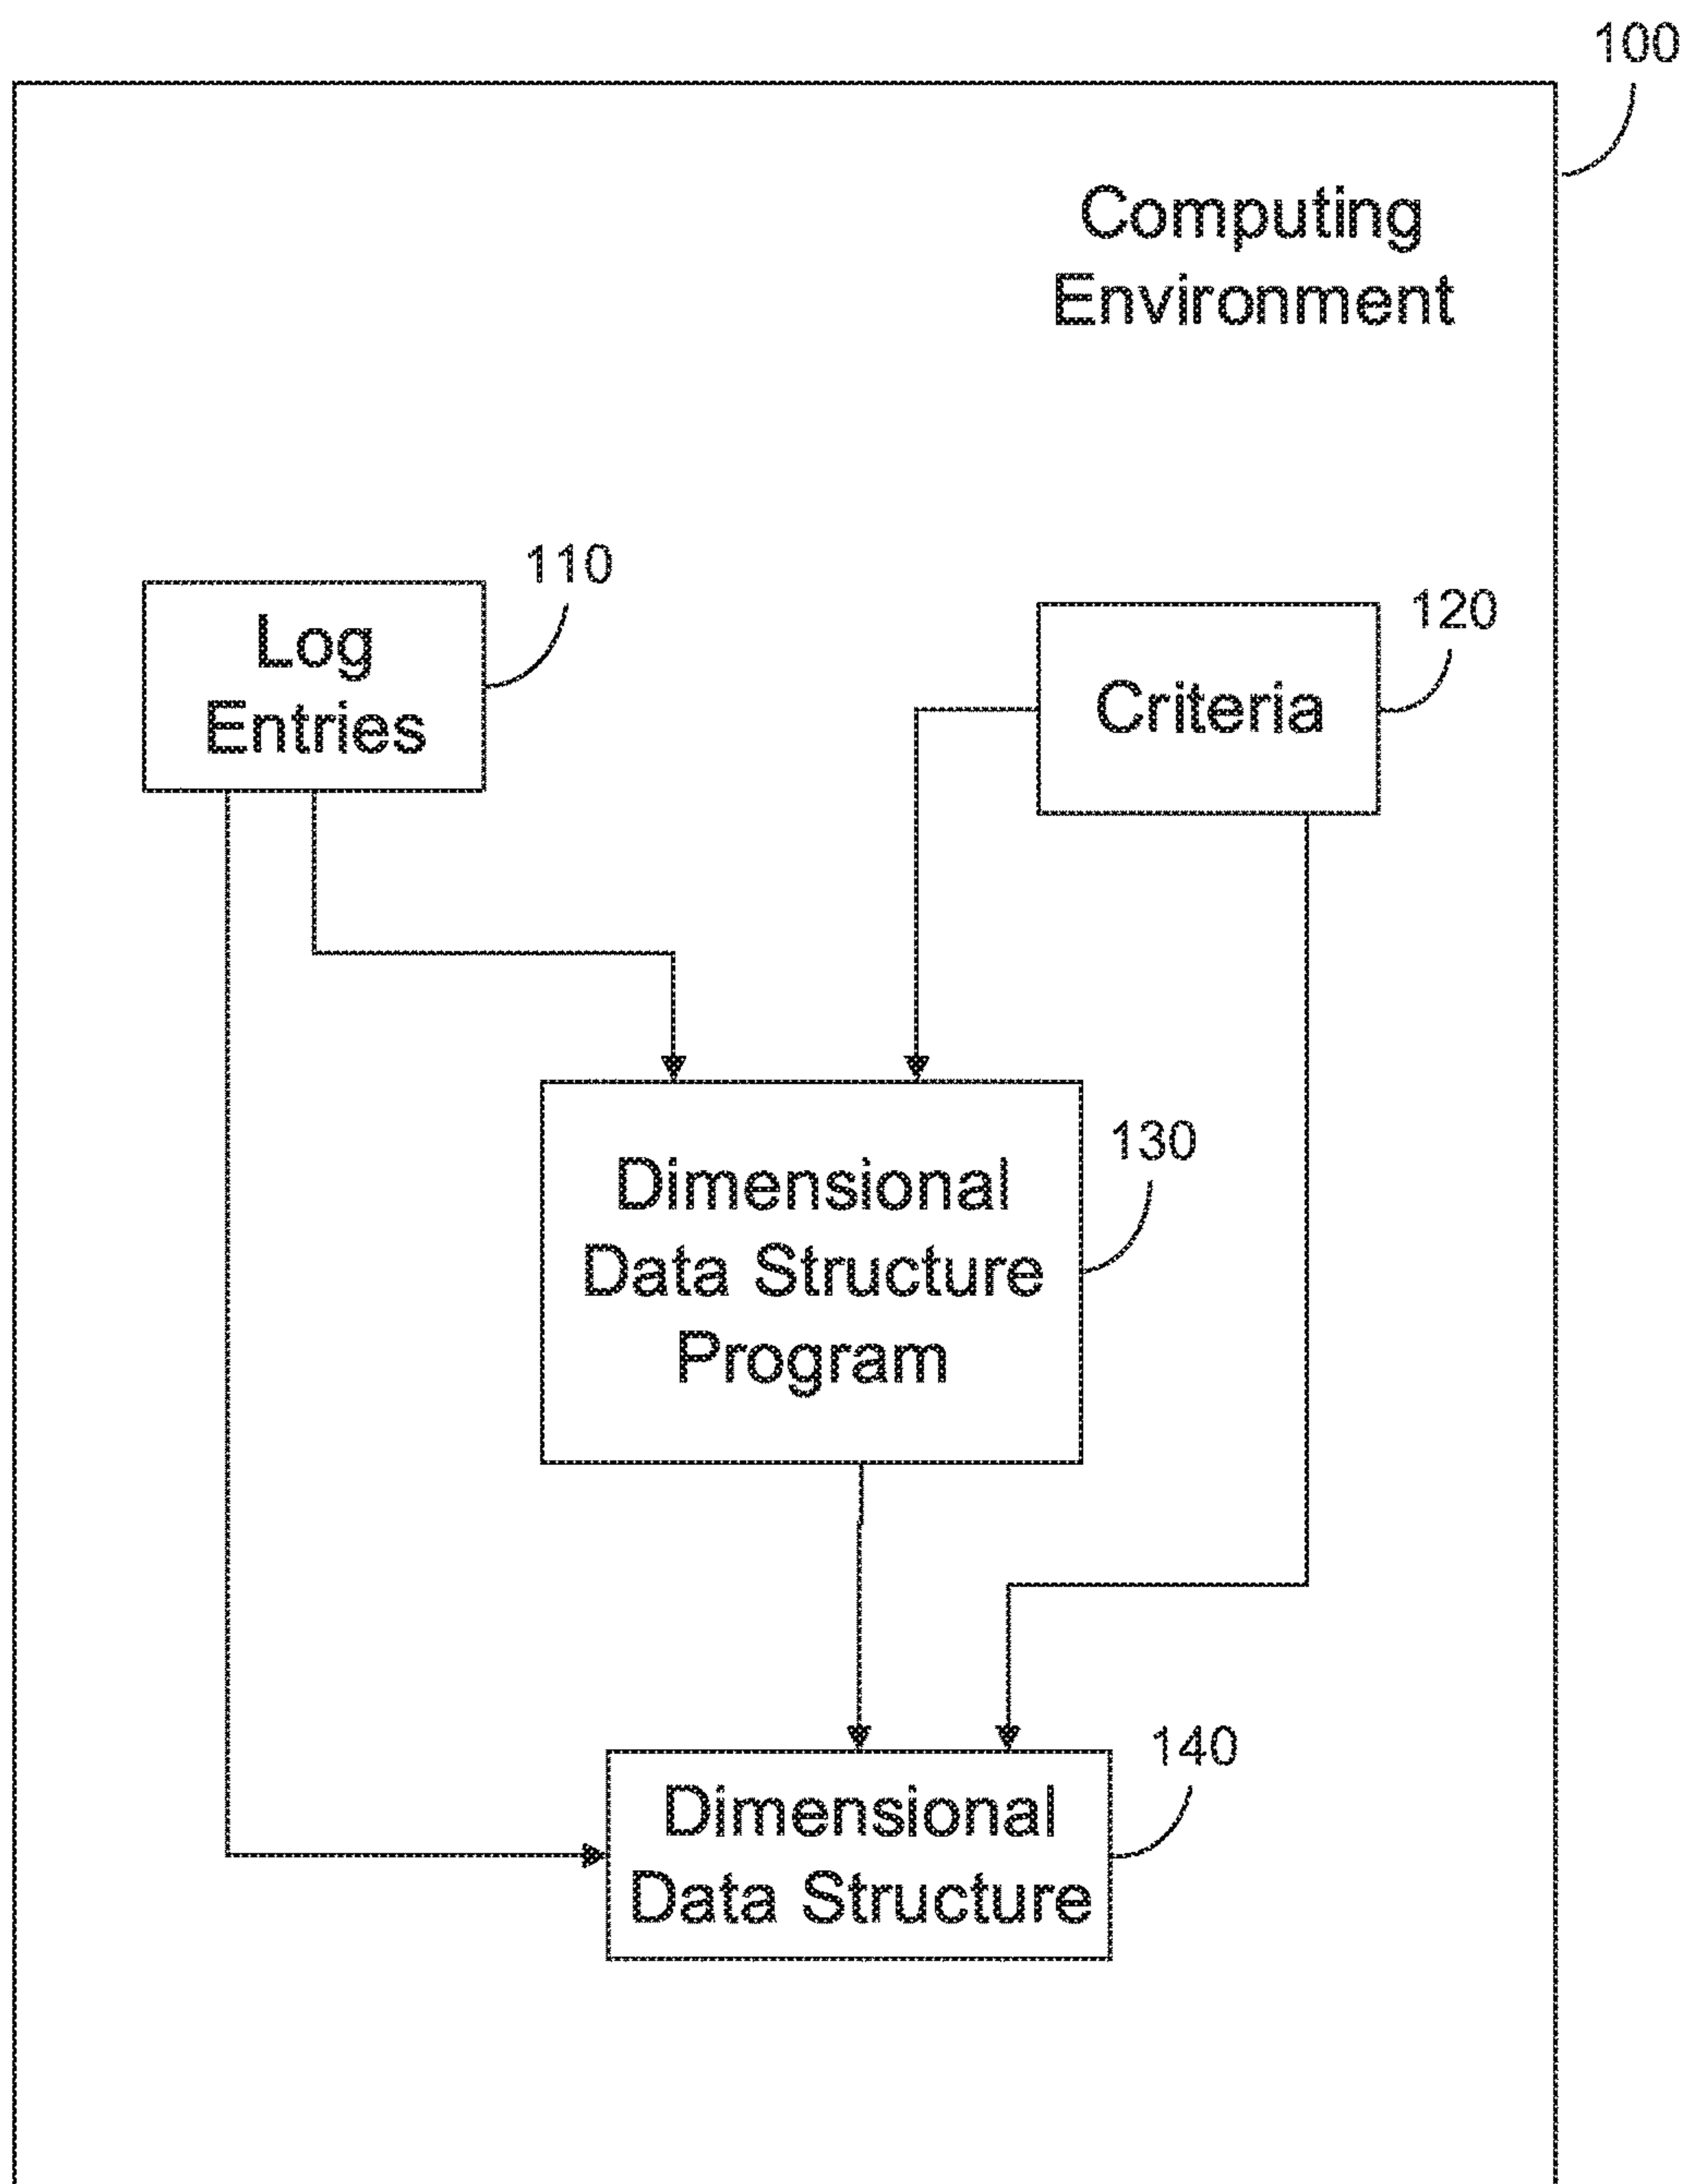 100
Computing
Environment
110
Log
Entries
120
Criteria
130
Dimensional
Data Structure
Program
140
Dimensional
Data Structure